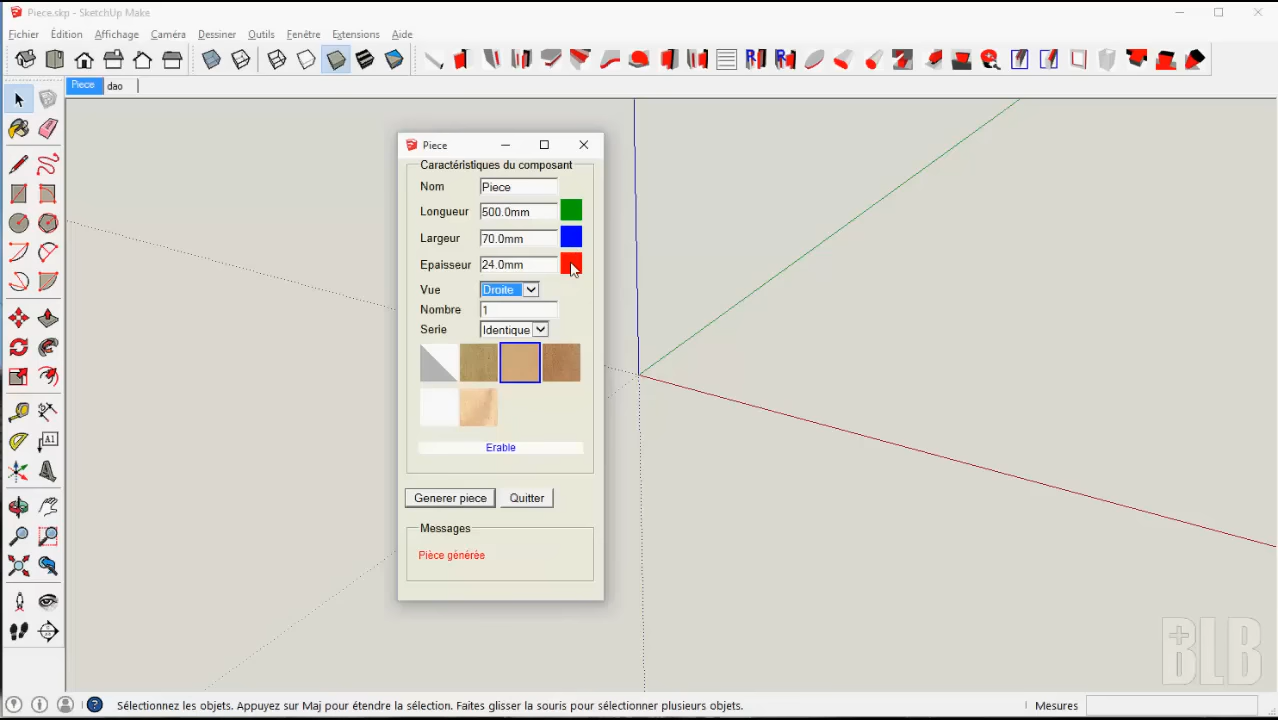 Piece.skp - SketchUp Make
Fichier Édition Affichage Caméra Dessiner Outils Fenêtre Extensions Aide
Piece dao
Piece
Caractéristiques du composant
Nom Piece
Longueur 500.0mm
Largeur 70.0mm
Epaisseur 24.0mm
Vue Droite
Nombre 1
Serie Identique
Erable
Generer piece Quitter
Messages
Pièce générèe
A1
R R
BLB
Sélectionnez les objets. Appuyez sur Maj pour étendre la sélection. Faites glisser la souris pour sélectionner plusieurs objets. Mesures